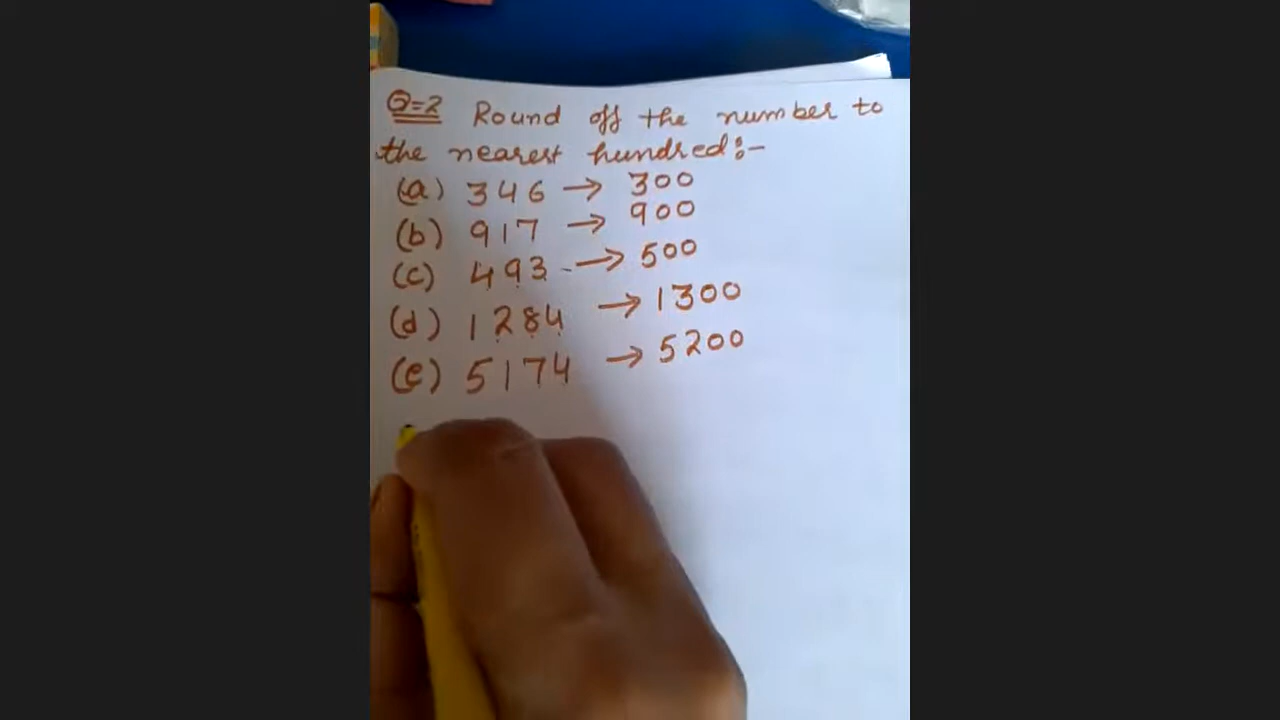 Q=2 Round off the number to
the nearest hundred:-
(a) 346 → 300
(b) 917 → 900
(c) 493 → 500
(d) 1284 → 1300
(e) 5174 → 5200